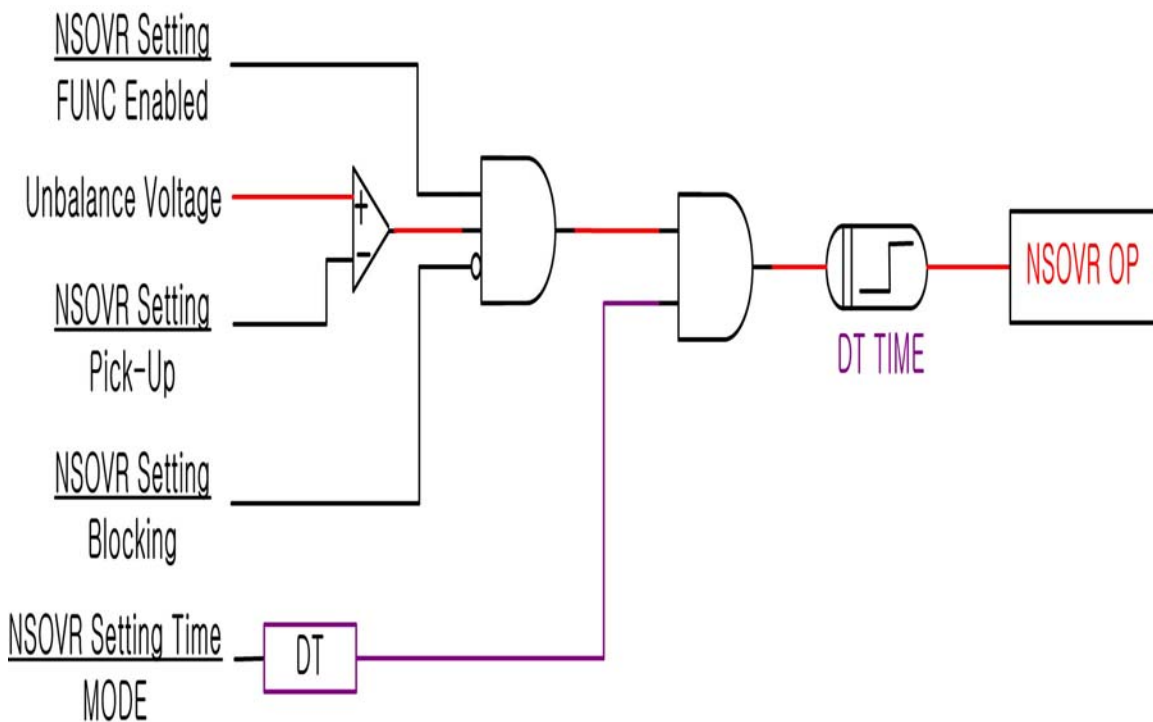 NSOVR Setting
FUNC Enabled
Unbalance Voltage
+
−
NSOVR Setting
Pick-Up
NSOVR Setting
Blocking
NSOVR Setting Time
MODE
DT
DT TIME
NSOVR OP